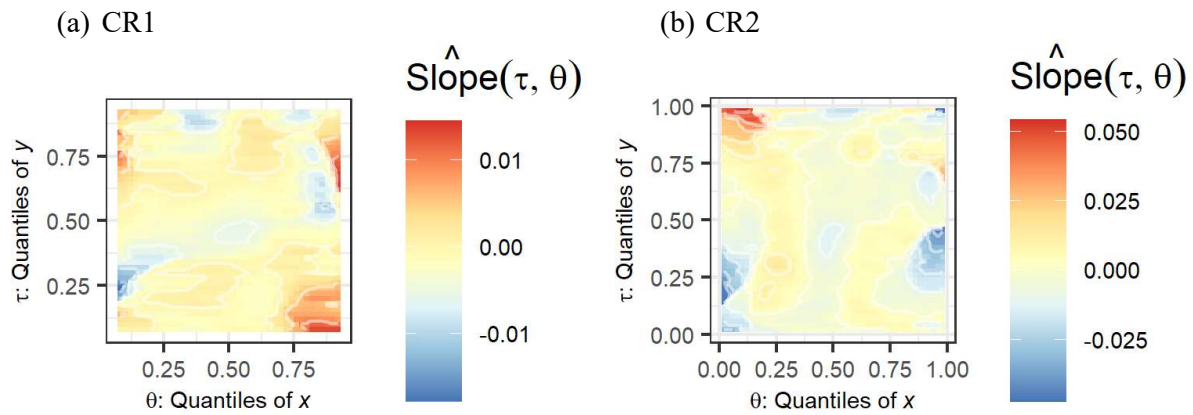 (a) CR1
Slope^(τ, θ)
0.01
0.00
-0.01
τ: Quantiles of y
0.75
0.50
0.25
0.25 0.50 0.75
θ: Quantiles of x
(b) CR2
Slope^(τ, θ)
0.050
0.025
0.000
-0.025
τ: Quantiles of y
1.00
0.75
0.50
0.25
0.00
0.00 0.25 0.50 0.75 1.00
θ: Quantiles of x